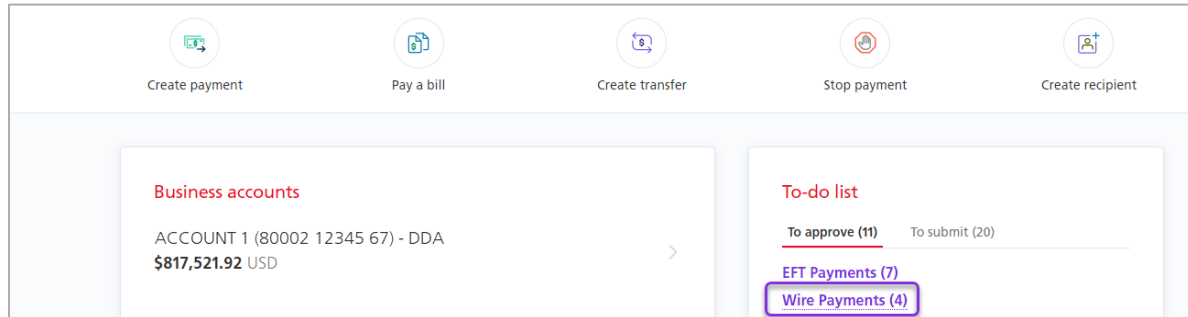 Create payment
Pay a bill
Create transfer
Stop payment
Create recipient
Business accounts
ACCOUNT 1 (80002 12345 67) - DDA
$817,521.92 USD
To-do list
To approve (11) To submit (20)
EFT Payments (7)
Wire Payments (4)